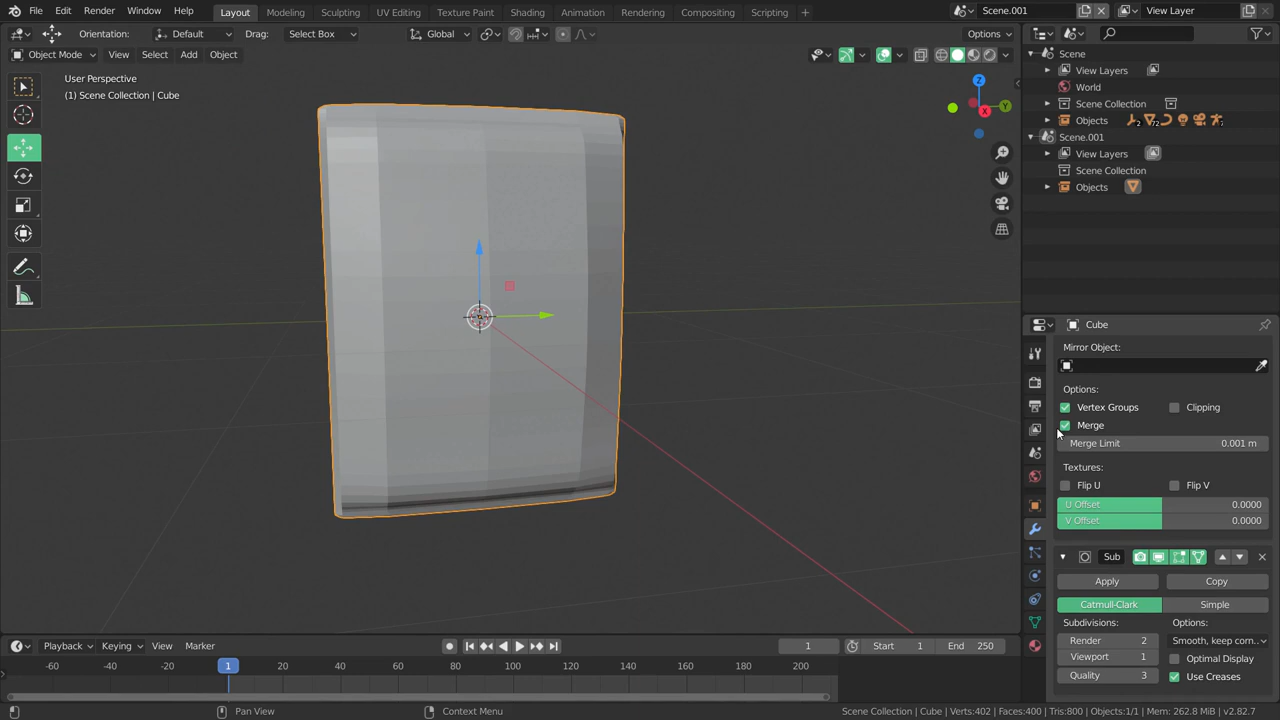 File Edit Render Window Help Layout Modeling Sculpting UV Editing Texture Paint Shading Animation Rendering Compositing Scripting + Scene.001 View Layer
Orientation: Default Drag: Select Box Global Options
Object Mode View Select Add Object
User Perspective
(1) Scene Collection | Cube
Z
Y
X
Scene
View Layers
World
Scene Collection
Objects 2 72 7
Scene.001
View Layers
Scene Collection
Objects
Cube
Mirror Object:
Options:
Vertex Groups Clipping
Merge
Merge Limit 0.001 m
Textures:
Flip U Flip V
U Offset 0.0000
V Offset 0.0000
Sub
Apply Copy
Catmull-Clark Simple
Subdivisions: Options:
Render 2 Smooth, keep corn..
Viewport 1 Optimal Display
Quality 3 Use Creases
Playback Keying View Marker 1 Start 1 End 250
-60 -40 -20 1 20 40 60 80 100 120 140 160 180 200
Pan View Context Menu Scene Collection | Cube | Verts:402 | Faces:400 | Tris:800 | Objects:1/1 | Mem: 262.8 MiB | v2.82.7